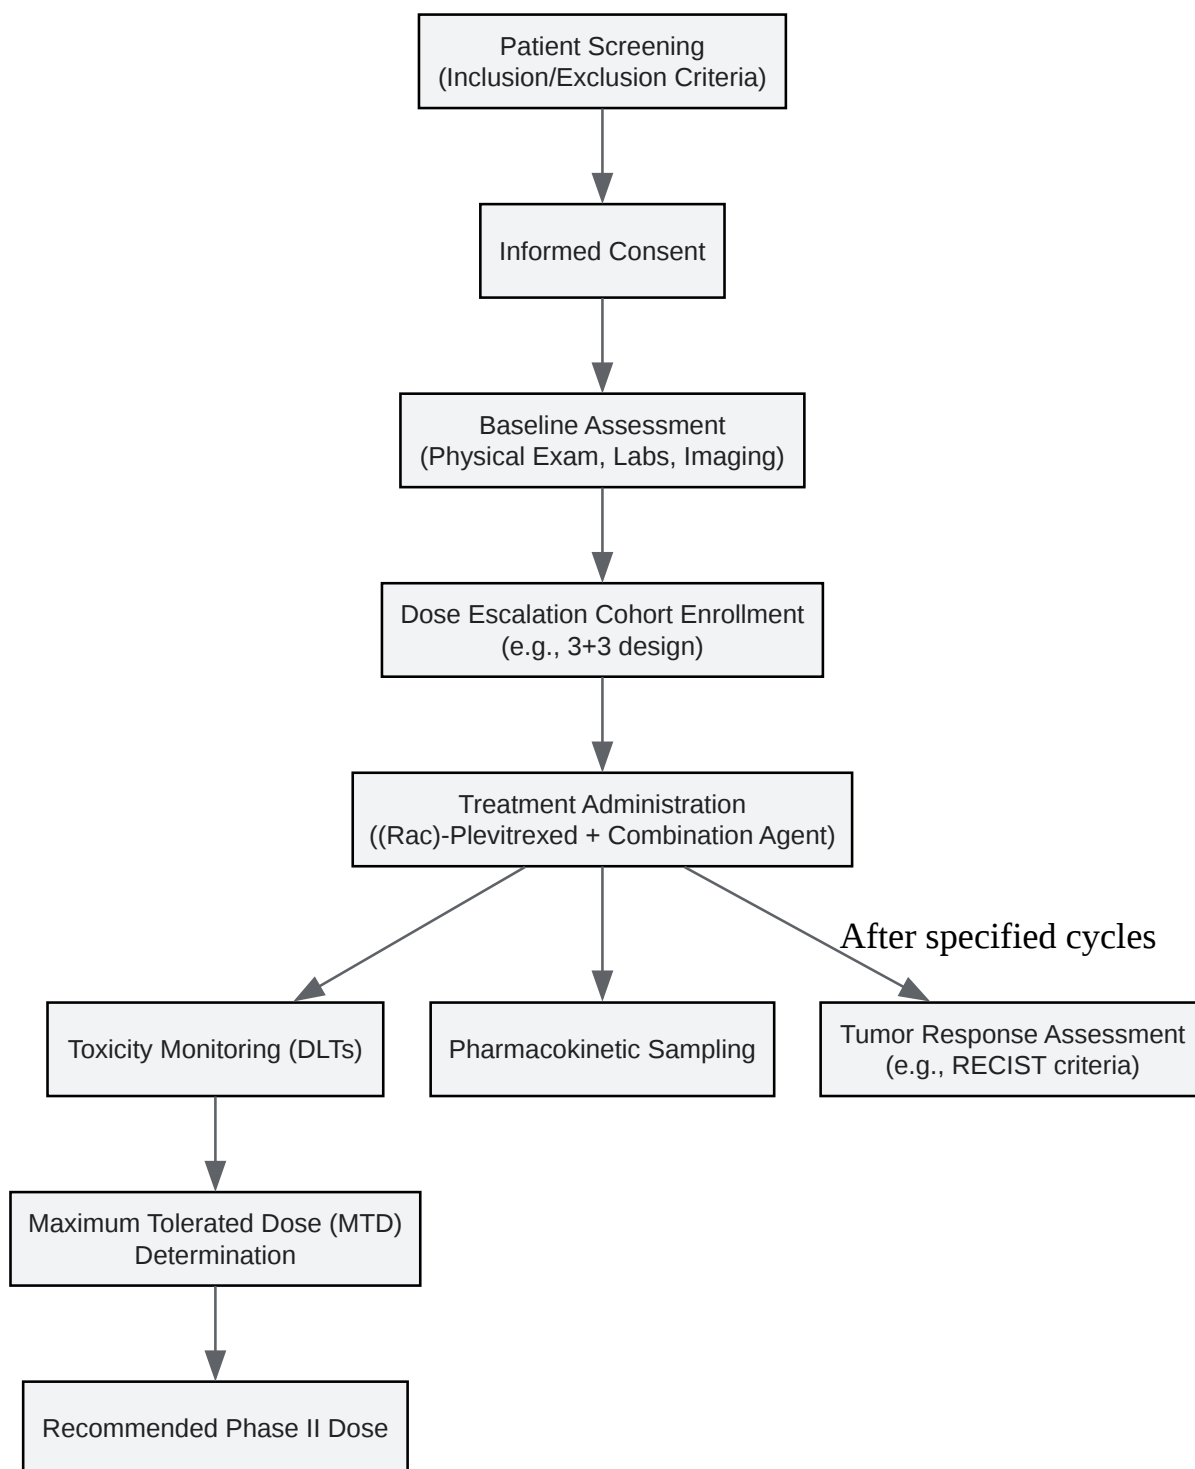 Patient Screening
(Inclusion/Exclusion Criteria)
Informed Consent
Baseline Assessment
(Physical Exam, Labs, Imaging)
Dose Escalation Cohort Enrollment
(e.g., 3+3 design)
Treatment Administration
((Rac)-Plevitrexed + Combination Agent)
After specified cycles
Toxicity Monitoring (DLTs)
Pharmacokinetic Sampling
Tumor Response Assessment
(e.g., RECIST criteria)
Maximum Tolerated Dose (MTD)
Determination
Recommended Phase II Dose